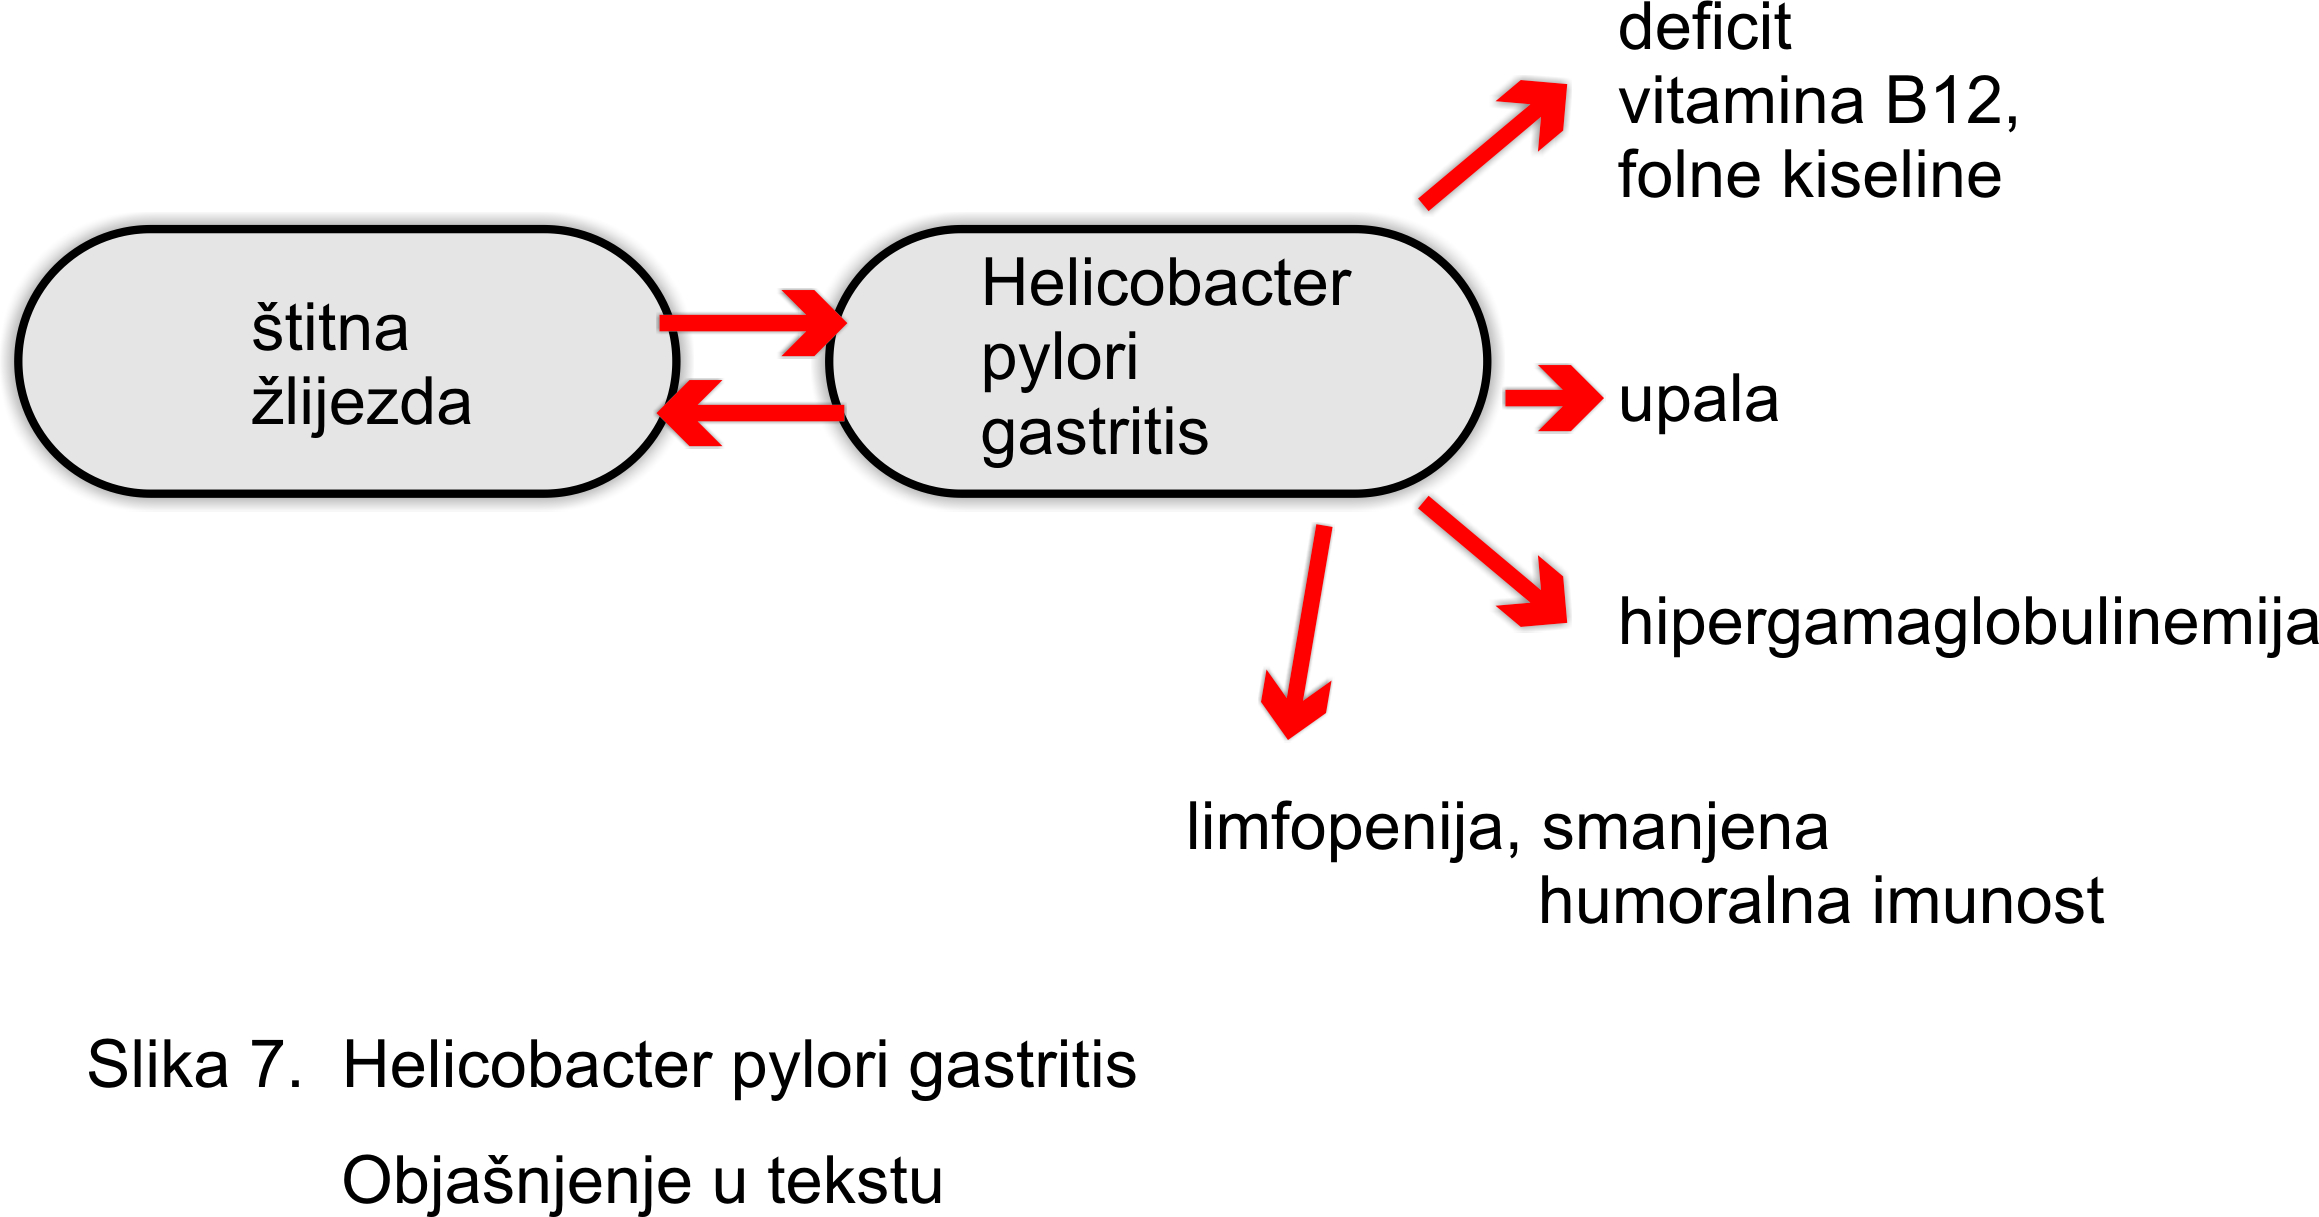 štitna
žlijezda
Helicobacter
pylori
gastritis
deficit
vitamina B12,
folne kiseline
upala
hipergamaglobulinemija
limfopenija, smanjena
humoralna imunost
Slika 7. Helicobacter pylori gastritis
Objašnjenje u tekstu